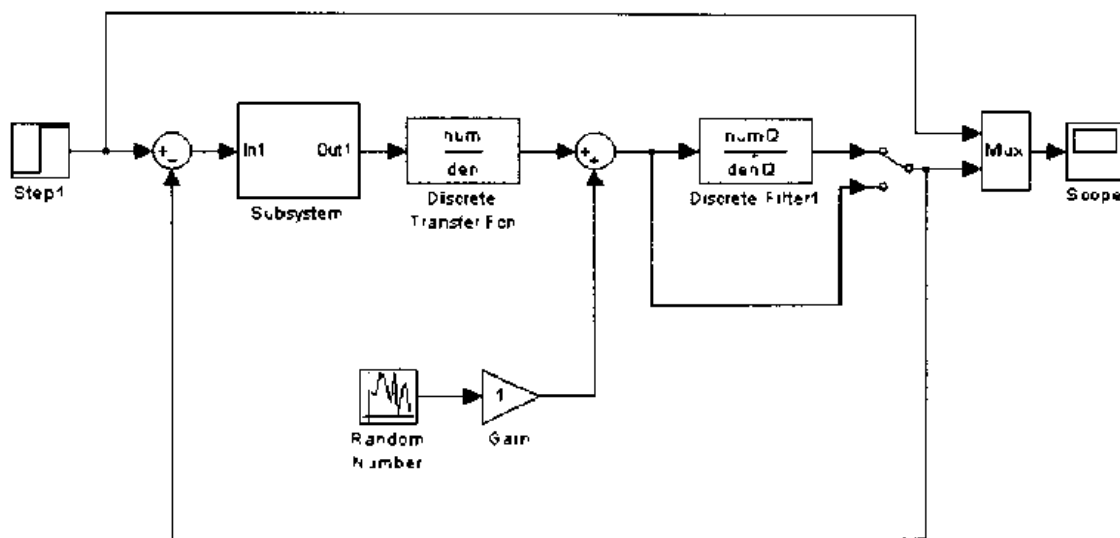 Step1
+
−
In1
Out1
Subsystem
num
den
Discrete
Transfer Fcn
+
+
numQ
denQ
Discrete Filter1
Mux
Scope
Random
Number
1
Gain